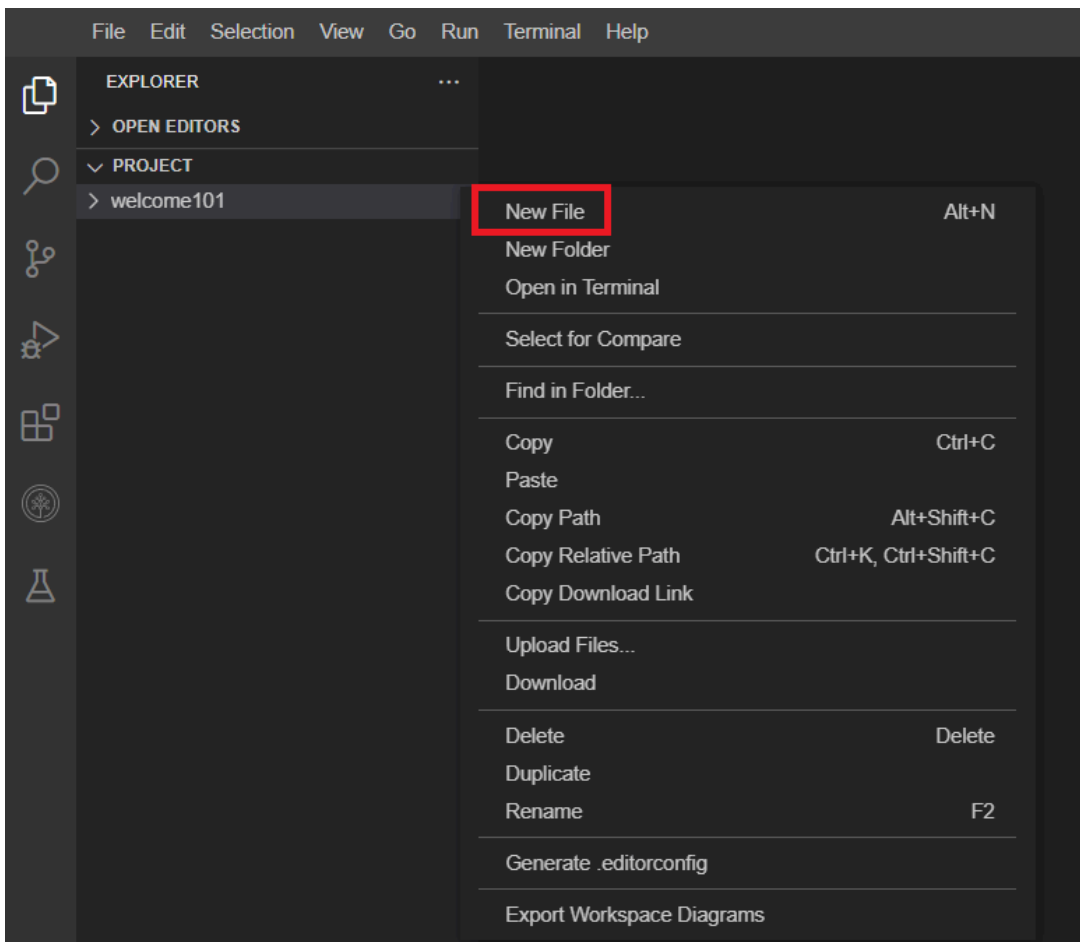 File Edit Selection View Go Run Terminal Help
EXPLORER ...
OPEN EDITORS
PROJECT
welcome101
New File Alt+N
New Folder
Open in Terminal
Select for Compare
Find in Folder...
Copy Ctrl+C
Paste
Copy Path Alt+Shift+C
Copy Relative Path Ctrl+K, Ctrl+Shift+C
Copy Download Link
Upload Files...
Download
Delete Delete
Duplicate
Rename F2
Generate .editorconfig
Export Workspace Diagrams